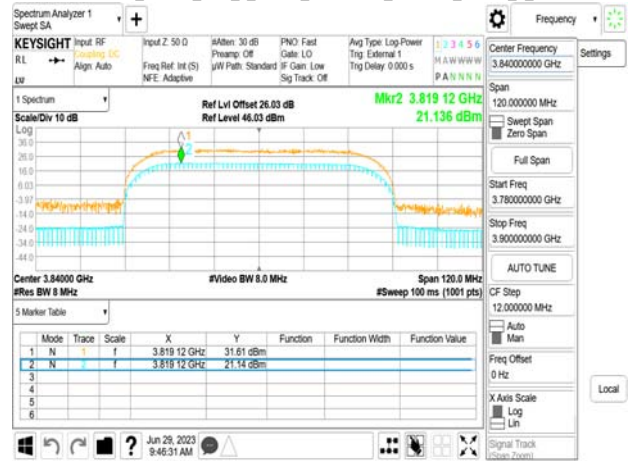 Spectrum Analyzer 1
Swept SA
+
Frequency
KEYSIGHT
RL
Input: RF
Coupling: DC
Align: Auto
Input Z: 50 Ω
Freq Ref: Int (S)
NFE: Adaptive
#Atten: 30 dB
Preamp: Off
µW Path: Standard
PNO: Fast
Gate: LO
IF Gain: Low
Sig Track: Off
Avg Type: Log-Power
Trig: External 1
Trig Delay: 0.000 s
1 2 3 4 5 6
M A W W W W
P A N N N N
1 Spectrum
Scale/Div 10 dB
Ref Lvl Offset 26.03 dB
Ref Level 46.03 dBm
Mkr2 3.819 12 GHz
21.136 dBm
Log
36.0
26.0
16.0
6.03
-3.97
-14.0
-24.0
-34.0
-44.0
1
2
Center 3.84000 GHz
#Res BW 8 MHz
#Video BW 8.0 MHz
Span 120.0 MHz
#Sweep 100 ms (1001 pts)
5 Marker Table
Mode Trace Scale X Y Function Function Width Function Value
1 N 1 f 3.819 12 GHz 31.61 dBm
2 N 2 f 3.819 12 GHz 21.14 dBm
3
4
5
6
?
Jun 29, 2023
9:46:31 AM
Center Frequency
3.840000000 GHz
Settings
Span
120.000000 MHz
Swept Span
Zero Span
Full Span
Start Freq
3.780000000 GHz
Stop Freq
3.900000000 GHz
AUTO TUNE
CF Step
12.000000 MHz
Auto
Man
Freq Offset
0 Hz
X Axis Scale
Log
Lin
Local
Signal Track
(Span Zoom)